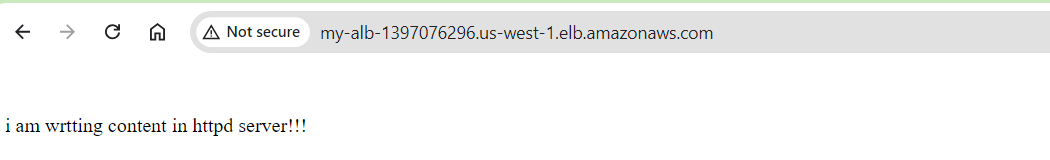 Not secure my-alb-1397076296.us-west-1.elb.amazonaws.com
i am wrtting content in httpd server!!!